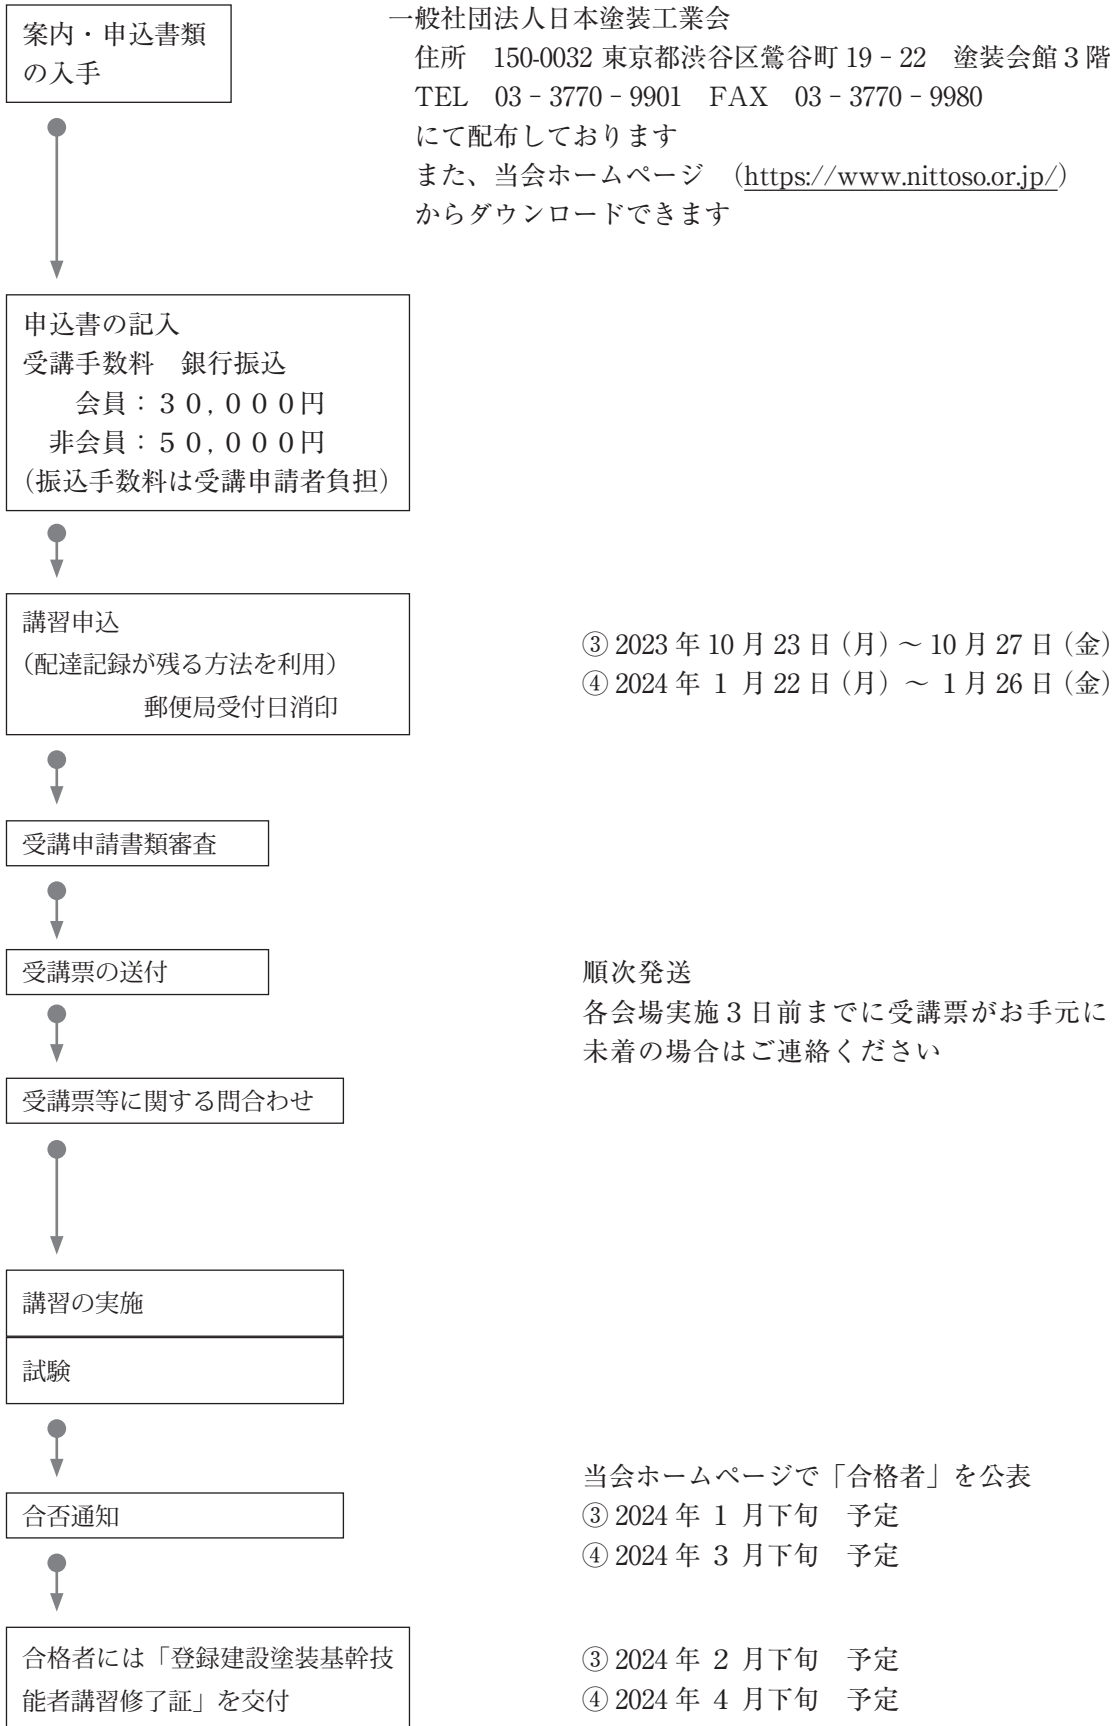 案内・申込書類
の入手
一般社団法人日本塗装工業会
住所　150-0032 東京都渋谷区鶯谷町 19－22　塗装会館３階
TEL　03－3770－9901　FAX　03－3770－9980
にて配布しております
また、当会ホームページ　（https://www.nittoso.or.jp/）
からダウンロードできます
申込書の記入
受講手数料　銀行振込
会員：３０,０００円
非会員：５０,０００円
（振込手数料は受講申請者負担）
講習申込
（配達記録が残る方法を利用）
郵便局受付日消印
③ 2023 年 10 月 23 日（月）～ 10 月 27 日（金）
④ 2024 年 １ 月 22 日（月）～ １月 26 日（金）
受講申請書類審査
受講票の送付
順次発送
各会場実施３日前までに受講票がお手元に
未着の場合はご連絡ください
受講票等に関する問合わせ
講習の実施
試験
合否通知
当会ホームページで「合格者」を公表
③ 2024 年 １ 月下旬　予定
④ 2024 年 ３ 月下旬　予定
合格者には「登録建設塗装基幹技
能者講習修了証」を交付
③ 2024 年 ２ 月下旬　予定
④ 2024 年 ４ 月下旬　予定